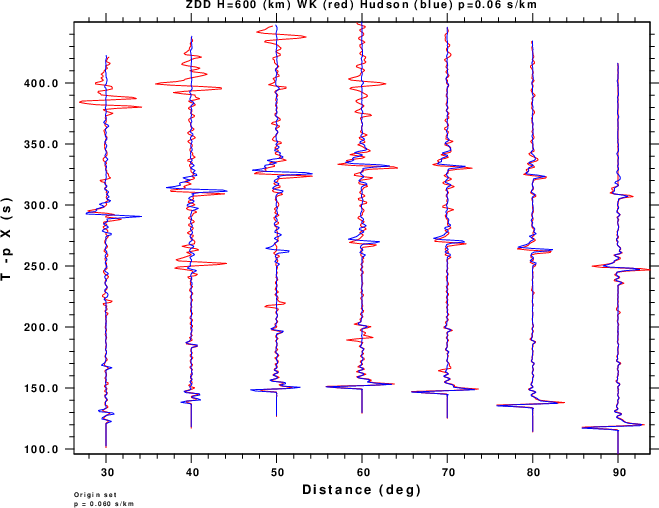 ZDD H=600 (km) WK (red) Hudson (blue) p=0.06 s/km
400.0
350.0
300.0
250.0
200.0
150.0
100.0
T -p X (s)
30 40 50 60 70 80 90
Distance (deg)
Origin set
p = 0.060 s/km